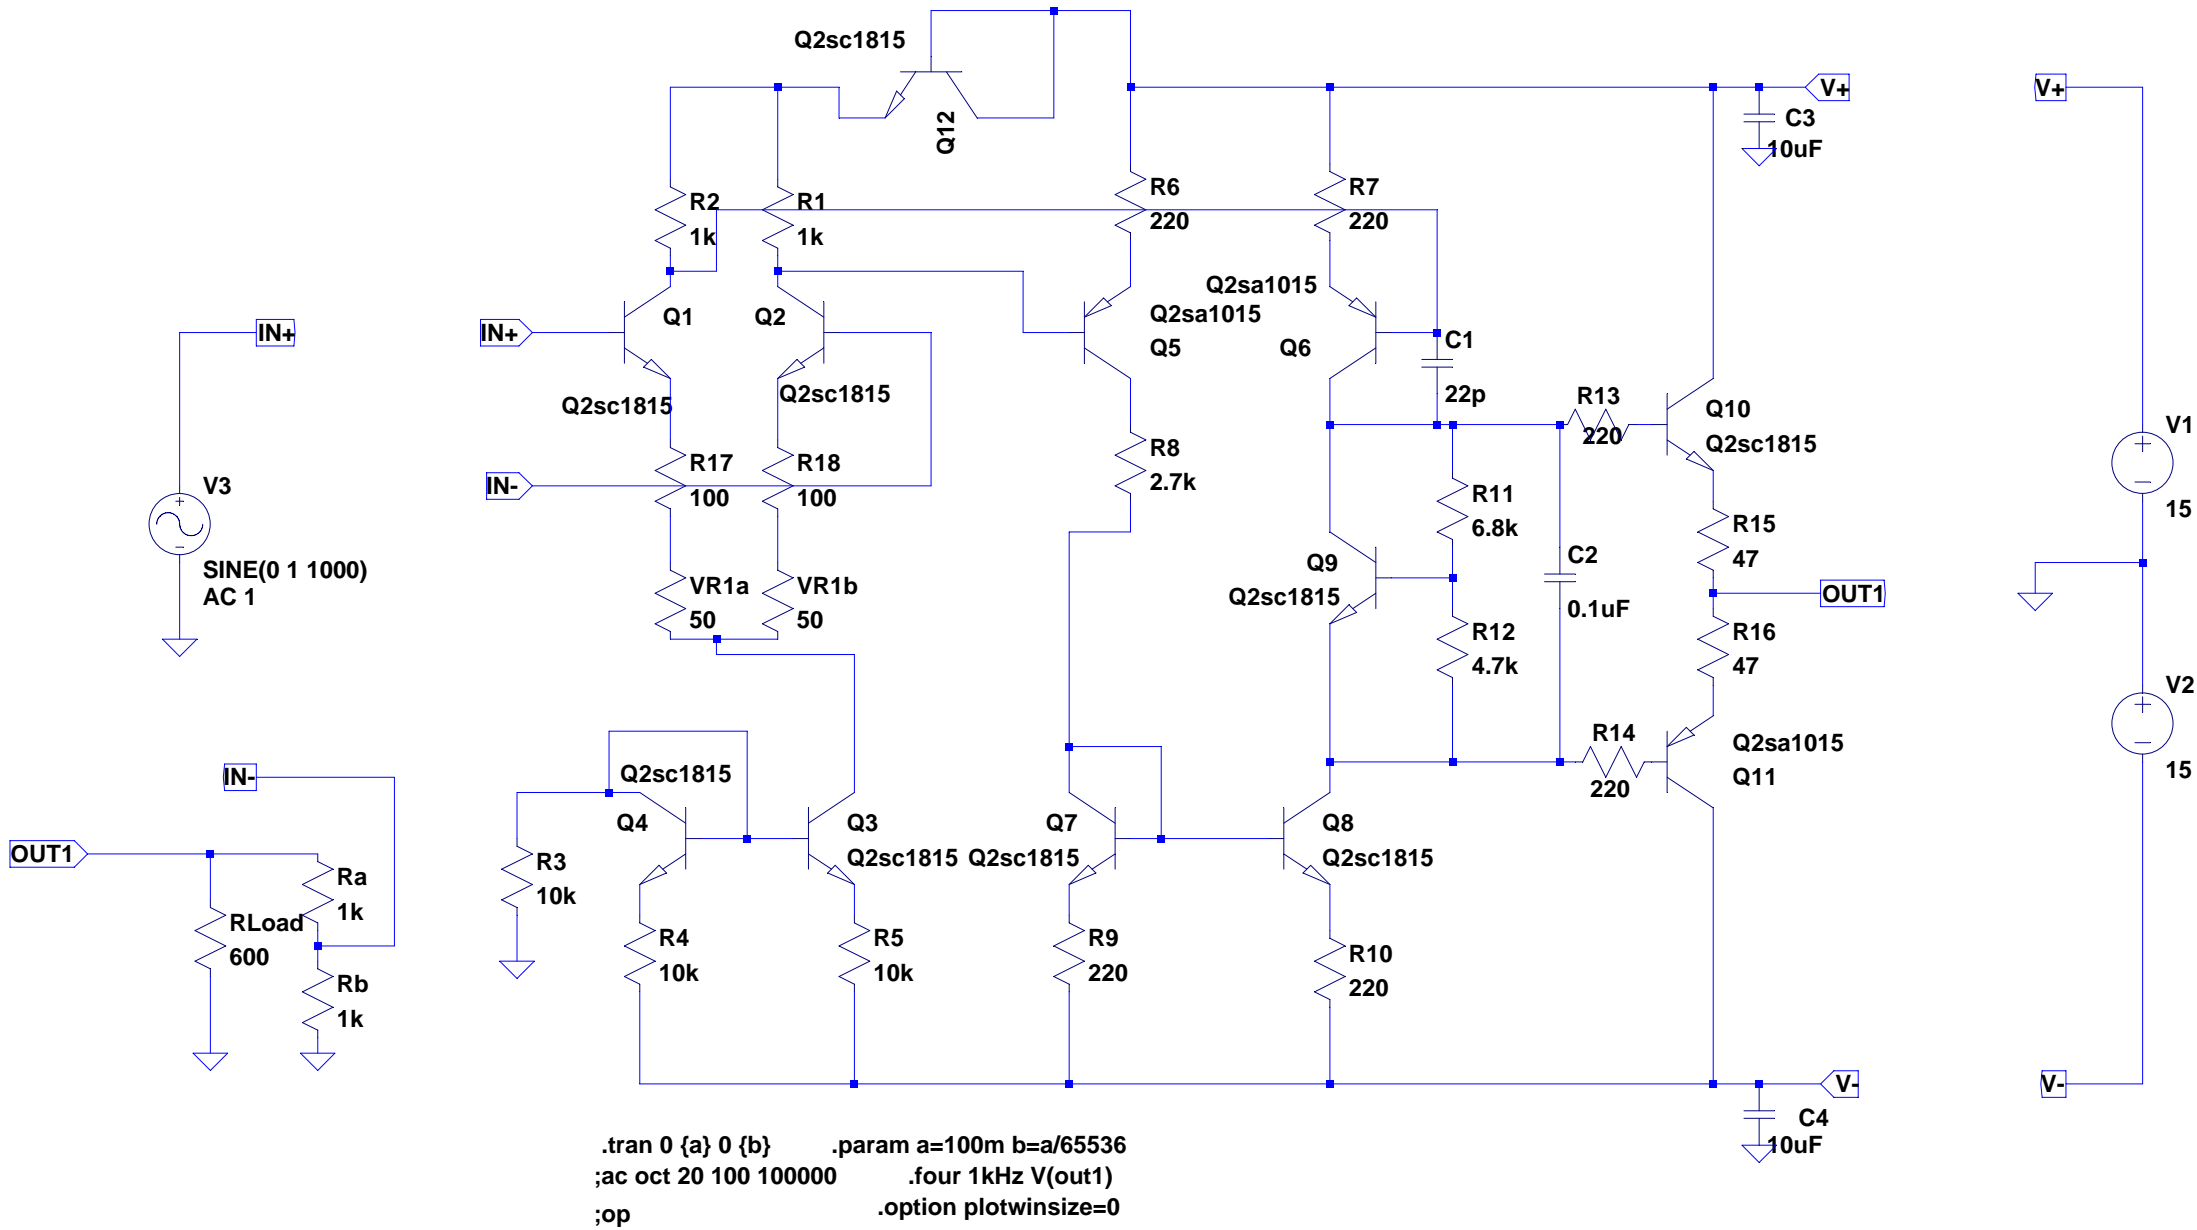 Q2sc1815
Q12
V+
V+
C3
10uF
R2
1k
R1
1k
R6
220
R7
220
IN+
IN+
Q1
Q2
Q2sc1815
Q2sc1815
Q2sa1015
Q5
Q2sa1015
Q6
C1
22p
R13
220
Q10
Q2sc1815
V1
15
IN-
R17
100
R18
100
R8
2.7k
R11
6.8k
R15
47
V3
SINE(0 1 1000)
AC 1
VR1a
50
VR1b
50
Q9
Q2sc1815
C2
0.1uF
OUT1
R12
4.7k
R16
47
V2
15
IN-
Q2sc1815
Q4
Q3
Q2sc1815
Q7
Q2sc1815
Q8
Q2sc1815
R14
220
Q2sa1015
Q11
OUT1
Ra
1k
RLoad
600
Rb
1k
R3
10k
R4
10k
R5
10k
R9
220
R10
220
V-
V-
C4
10uF
.tran 0 {a} 0 {b}
.param a=100m b=a/65536
;ac oct 20 100 100000
.four 1kHz V(out1)
;op
.option plotwinsize=0